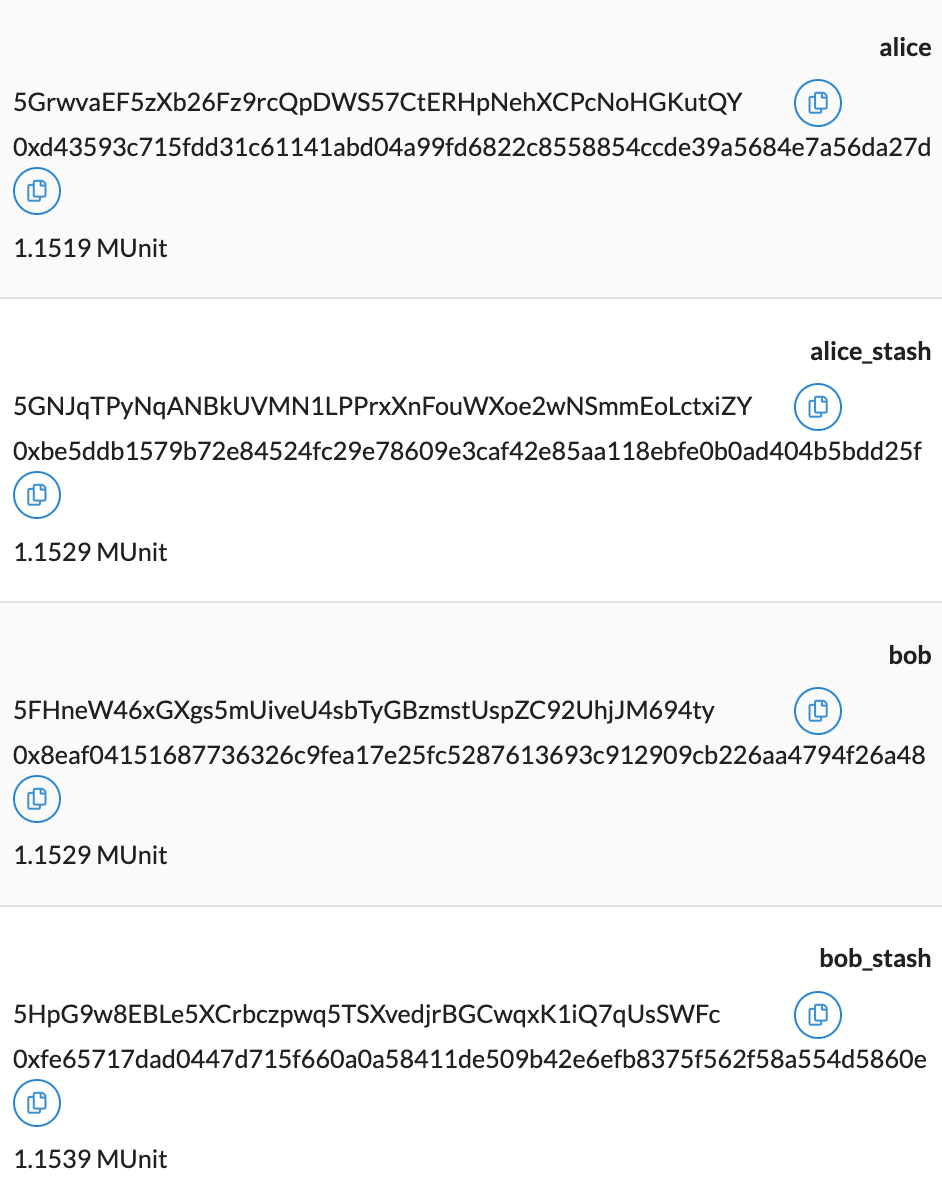 alice
5GrwvaEF5zXb26Fz9rcQpDWS57CtERHpNehXCPcNoHGKutQY
0xd43593c715fdd31c61141abd04a99fd6822c8558854ccde39a5684e7a56da27d
1.1519 MUnit
alice_stash
5GNJqTPyNqANBkUVMN1LPPrxXnFouWXoe2wNSmmEoLctxiZY
0xbe5ddb1579b72e84524fc29e78609e3caf42e85aa118ebfe0b0ad404b5bdd25f
1.1529 MUnit
bob
5FHneW46xGXgs5mUiveU4sbTyGBzmstUspZC92UhjJM694ty
0x8eaf04151687736326c9fea17e25fc5287613693c912909cb226aa4794f26a48
1.1529 MUnit
bob_stash
5HpG9w8EBLe5XCrbczpwq5TSXvedjrBGCwqxK1iQ7qUsSWFc
0xfe65717dad0447d715f660a0a58411de509b42e6efb8375f562f58a554d5860e
1.1539 MUnit